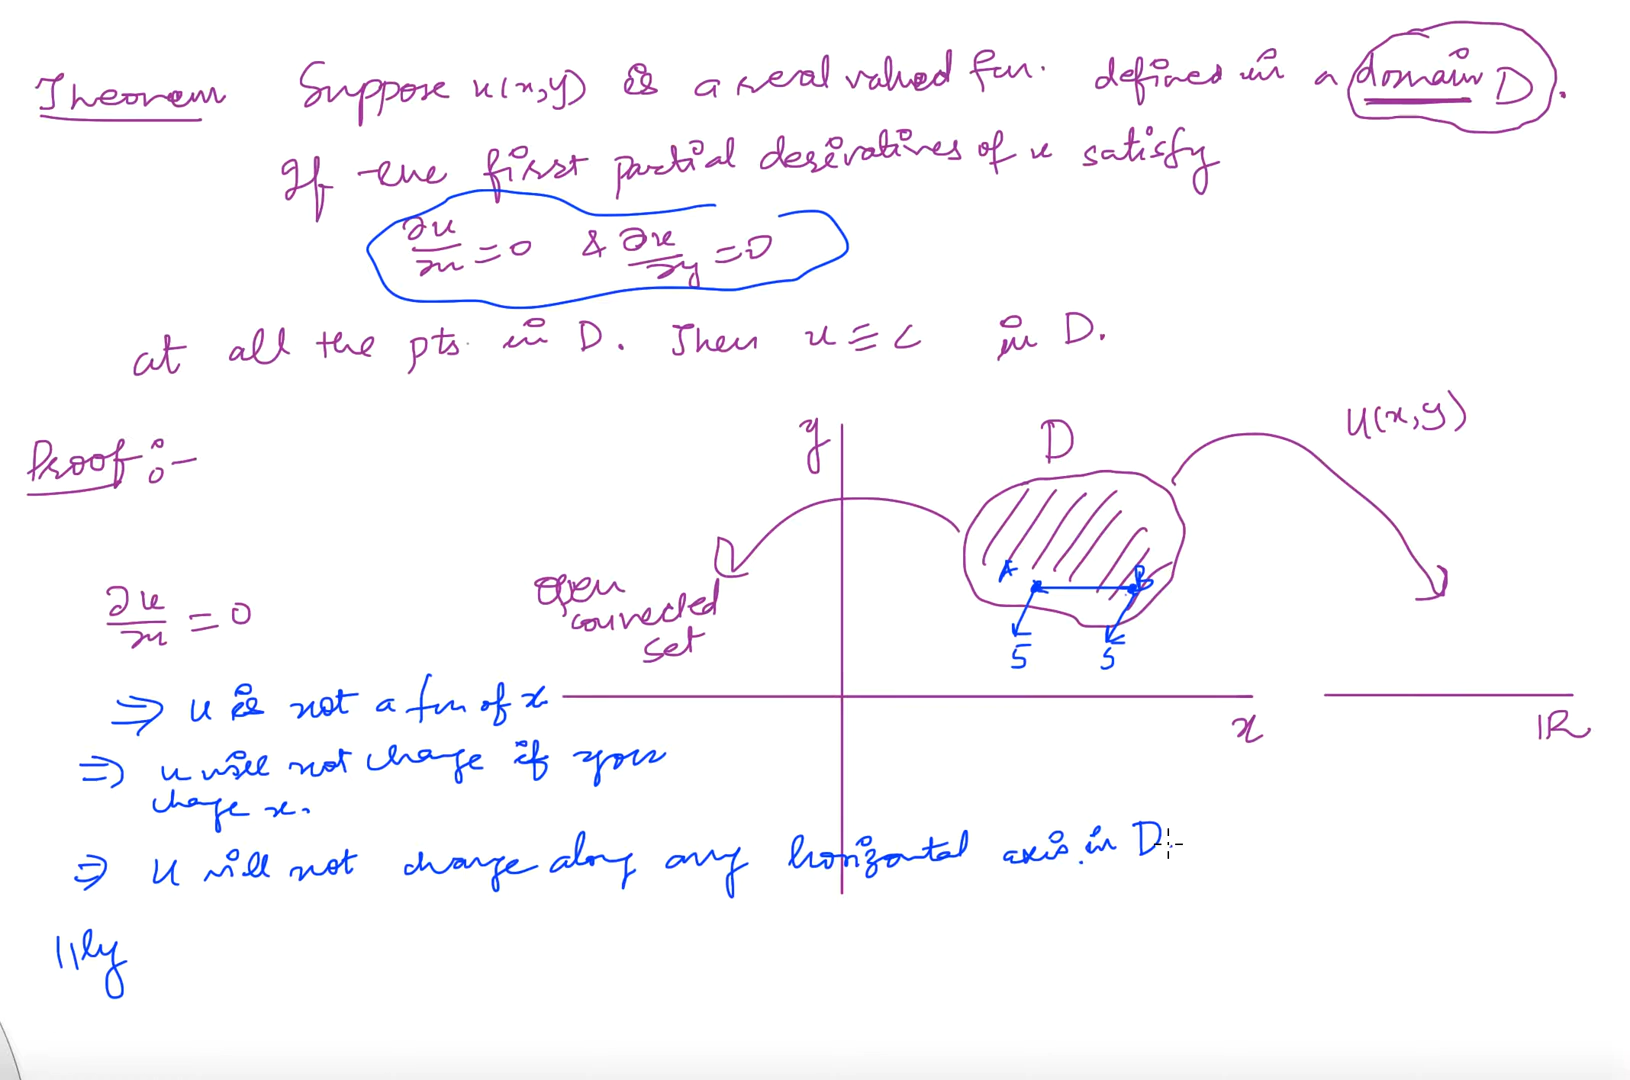 Theorem Suppose u(x,y) is a real valued fun. defined in a domain D.
If the first partial derivatives of u satisfy
∂u/∂x = 0 & ∂u/∂y = 0
at all the pts. in D. Then u ≡ c in D.
Proof :-
y
D
u(x,y)
A
B
open
connected
set
5
5
∂u/∂x = 0
x
IR
⇒ u is not a fun of x
⇒ u will not change if you
change x.
⇒ u will not change along any horizontal axis in D.
||ly